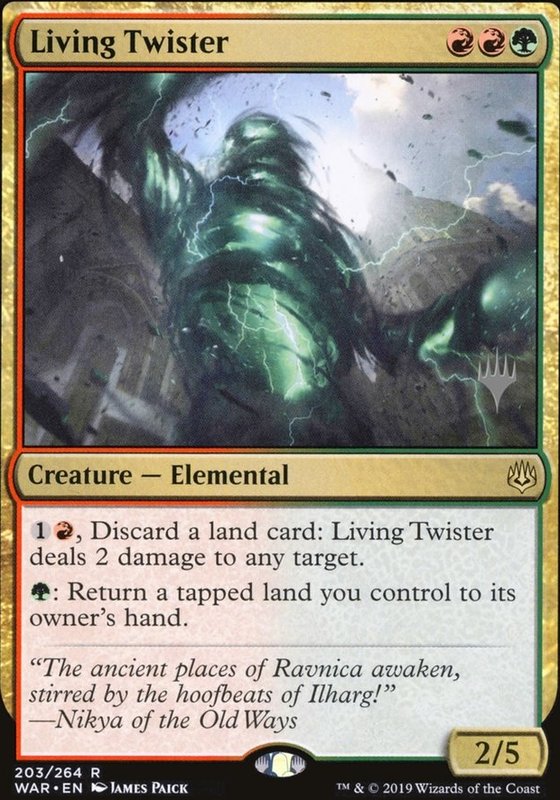 Living Twister
Creature — Elemental
1, Discard a land card: Living Twister
deals 2 damage to any target.
: Return a tapped land you control to its
owner's hand.
“The ancient places of Ravnica awaken,
stirred by the hoofbeats of Ilharg!”
—Nikya of the Old Ways
2/5
203/264 R
WAR • EN JAMES PAICK
™ & © 2019 Wizards of the Coast